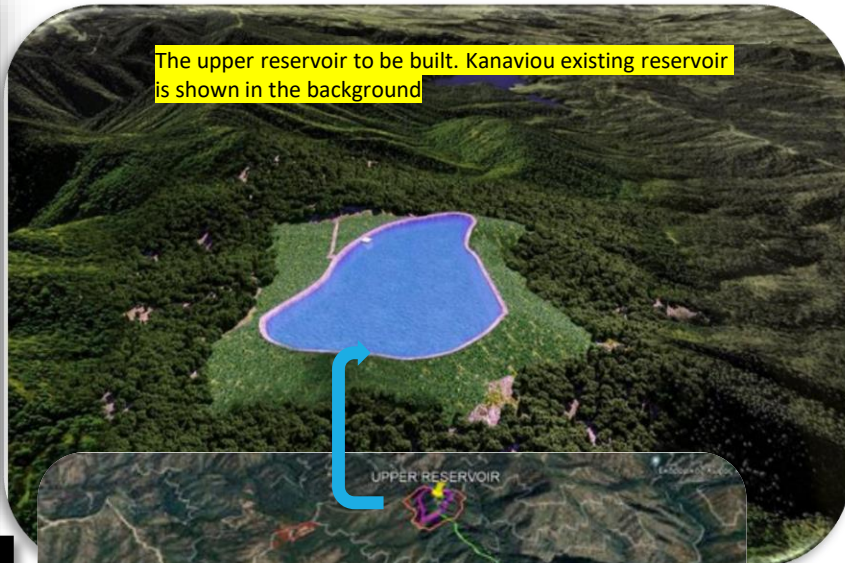 The upper reservoir to be built. Kanaviou existing reservoir
is shown in the background
UPPER RESERVOIR